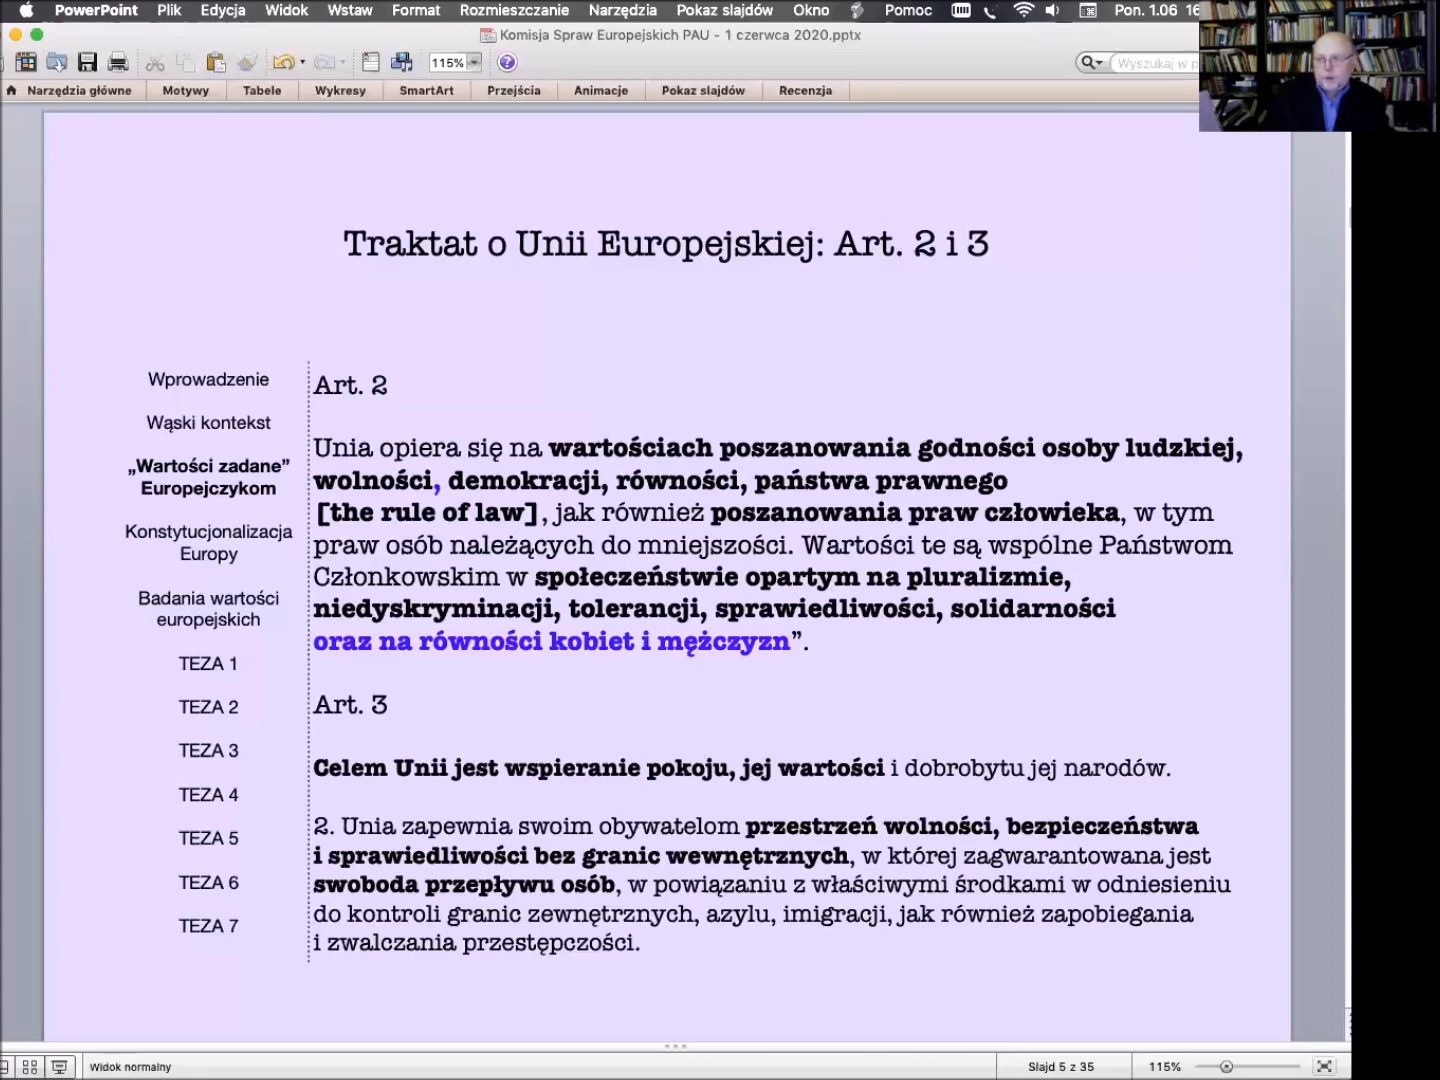 PowerPoint Plik Edycja Widok Wstaw Format Rozmieszczanie Narzędzia Pokaz slajdów Okno Pomoc Pon. 1.06 16
Komisja Spraw Europejskich PAU - 1 czerwca 2020.pptx
115% Wyszukaj w p
Narzędzia główne Motywy Tabele Wykresy SmartArt Przejścia Animacje Pokaz slajdów Recenzja
Traktat o Unii Europejskiej: Art. 2 i 3
Wprowadzenie
Wąski kontekst
„Wartości zadane”
Europejczykom
Konstytucjonalizacja
Europy
Badania wartości
europejskich
TEZA 1
TEZA 2
TEZA 3
TEZA 4
TEZA 5
TEZA 6
TEZA 7
Art. 2
Unia opiera się na wartościach poszanowania godności osoby ludzkiej,
wolności, demokracji, równości, państwa prawnego
[the rule of law], jak również poszanowania praw człowieka, w tym
praw osób należących do mniejszości. Wartości te są wspólne Państwom
Członkowskim w społeczeństwie opartym na pluralizmie,
niedyskryminacji, tolerancji, sprawiedliwości, solidarności
oraz na równości kobiet i mężczyzn”.
Art. 3
Celem Unii jest wspieranie pokoju, jej wartości i dobrobytu jej narodów.
2. Unia zapewnia swoim obywatelom przestrzeń wolności, bezpieczeństwa
i sprawiedliwości bez granic wewnętrznych, w której zagwarantowana jest
swoboda przepływu osób, w powiązaniu z właściwymi środkami w odniesieniu
do kontroli granic zewnętrznych, azylu, imigracji, jak również zapobiegania
i zwalczania przestępczości.
Widok normalny Slajd 5 z 35 115%